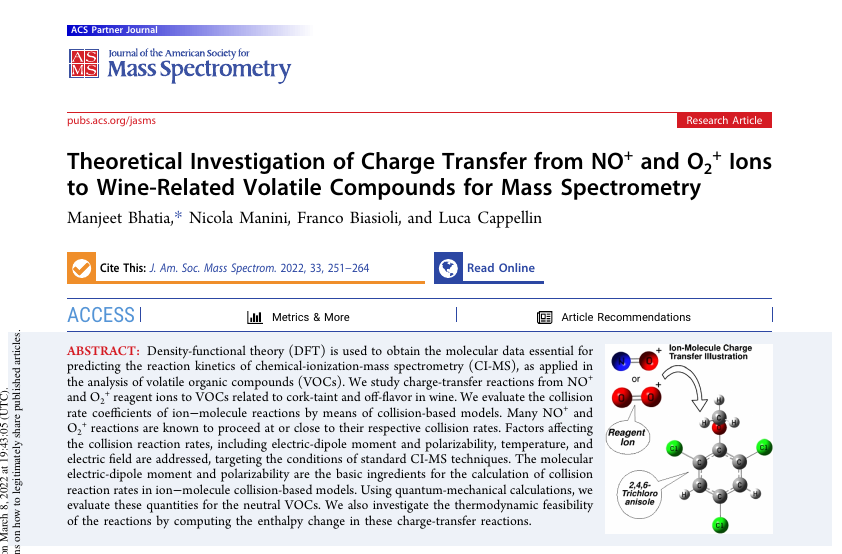 ACS Partner Journal
Journal of the American Society for
Mass Spectrometry
ASMS
pubs.acs.org/jasms
Research Article
Theoretical Investigation of Charge Transfer from NO⁺ and O₂⁺ Ions
to Wine-Related Volatile Compounds for Mass Spectrometry
Manjeet Bhatia,* Nicola Manini, Franco Biasioli, and Luca Cappellin
Cite This: J. Am. Soc. Mass Spectrom. 2022, 33, 251−264
Read Online
ACCESS
Metrics & More
Article Recommendations
ABSTRACT: Density-functional theory (DFT) is used to obtain the molecular data essential for
predicting the reaction kinetics of chemical-ionization-mass spectrometry (CI-MS), as applied in
the analysis of volatile organic compounds (VOCs). We study charge-transfer reactions from NO⁺
and O₂⁺ reagent ions to VOCs related to cork-taint and off-flavor in wine. We evaluate the collision
rate coefficients of ion−molecule reactions by means of collision-based models. Many NO⁺ and
O₂⁺ reactions are known to proceed at or close to their respective collision rates. Factors affecting
the collision reaction rates, including electric-dipole moment and polarizability, temperature, and
electric field are addressed, targeting the conditions of standard CI-MS techniques. The molecular
electric-dipole moment and polarizability are the basic ingredients for the calculation of collision
reaction rates in ion−molecule collision-based models. Using quantum-mechanical calculations, we
evaluate these quantities for the neutral VOCs. We also investigate the thermodynamic feasibility
of the reactions by computing the enthalpy change in these charge-transfer reactions.
Ion-Molecule Charge
Transfer Illustration
N O +
or
O O +
Reagent
Ion
2,4,6-
Trichloro
anisole
H
H
C
H
O
Cl
C
Cl
C
C
C
C
H
C
H
Cl
on March 8, 2022 at 19:43:05 (UTC).
ns on how to legitimately share published articles.